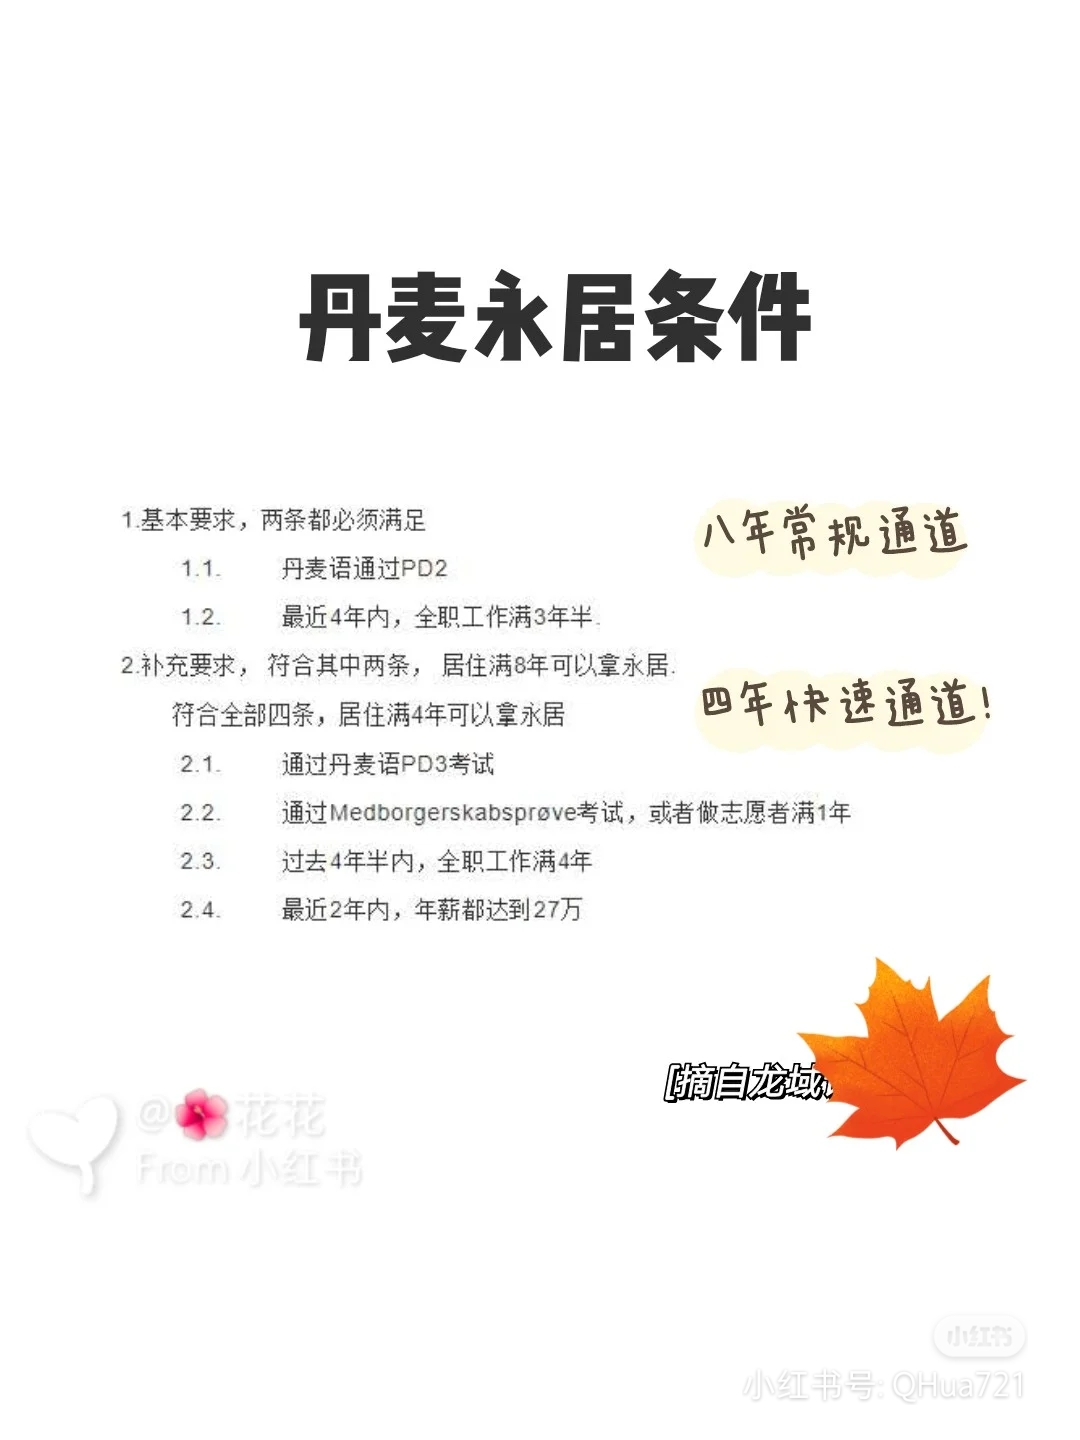 丹麦永居条件
1.基本要求，两条都必须满足
八年常规通道
1.1. 丹麦语通过PD2
1.2. 最近4年内，全职工作满3年半.
2.补充要求， 符合其中两条， 居住满8年可以拿永居.
符合全部四条，居住满4年可以拿永居
四年快速通道!
2.1. 通过丹麦语PD3考试
2.2. 通过Medborgerskabsprøve考试，或者做志愿者满1年
2.3. 过去4年半内，全职工作满4年
2.4. 最近2年内，年薪都达到27万
[摘自龙域
@🌺花花
From 小红书
小红书
小红书号: QHua721